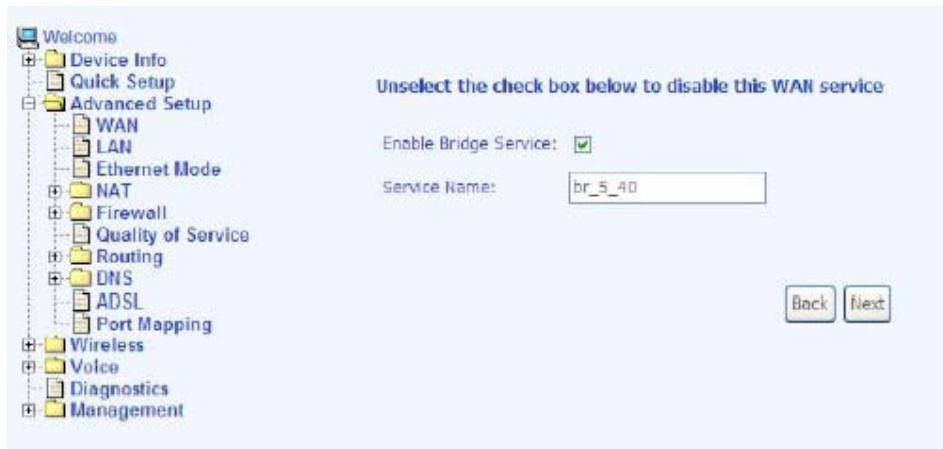 Welcome
Device Info
Quick Setup
Advanced Setup
WAN
LAN
Ethernet Mode
NAT
Firewall
Quality of Service
Routing
DNS
ADSL
Port Mapping
Wireless
Voice
Diagnostics
Management
Unselect the check box below to disable this WAN service
Enable Bridge Service:
Service Name: br_5_40
Back Next